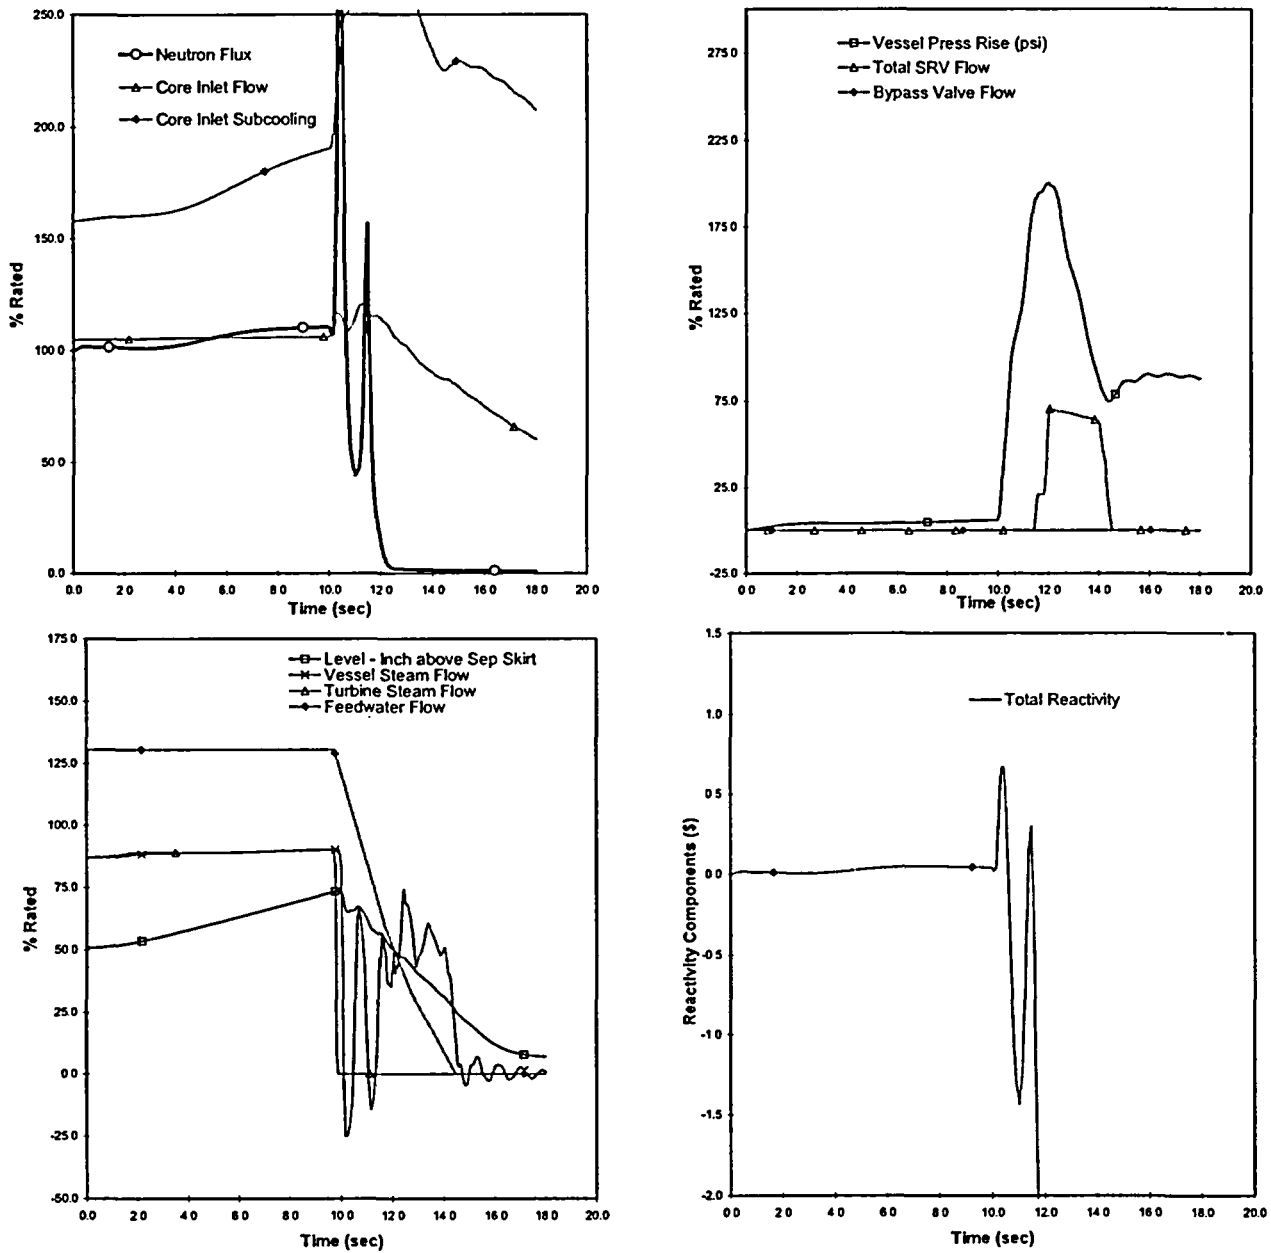 250.0
200.0
150.0
100.0
50 0
0.0
% Rated
Neutron Flux
Core Inlet Flow
Core Inlet Subcooling
0.0 2.0 4.0 6.0 8.0 10.0 12.0 14.0 16.0 18.0 20.0
Time (sec)
275 0
225.0
175.0
125.0
75.0
25.0
-25.0
% Rated
Vessel Press Rise (psi)
Total SRV Flow
Bypass Valve Flow
0 0 2 0 4 0 6 0 8 0 10.0 12.0 14.0 16 0 18 0 20.0
Time (sec)
175.0
150.0
125.0
100.0
75.0
50 0
25.0
0 0
-25.0
-50.0
% Rated
Level - Inch above Sep Skirt
Vessel Steam Flow
Turbine Steam Flow
Feedwater Flow
0.0 2.0 4.0 6.0 8.0 10.0 12.0 14.0 16.0 18.0 20.0
Time (sec)
1.5
1.0
0 5
0.0
-0.5
-1 0
-1.5
-2.0
Reactivity Components ($)
Total Reactivity
0 0 2 0 4.0 6.0 8.0 10.0 12.0 14.0 16.0 18.0 20.0
Time (sec)